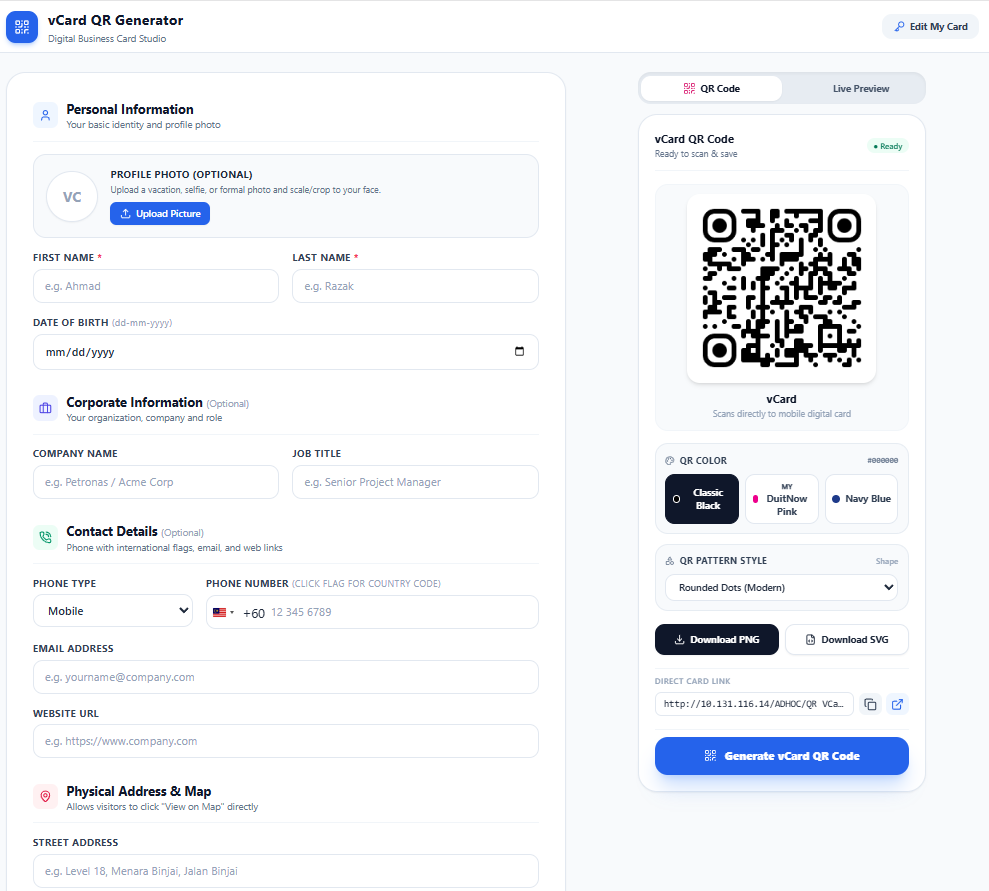 vCard QR Generator
Digital Business Card Studio
Edit My Card
Personal Information
Your basic identity and profile photo
VC
PROFILE PHOTO (OPTIONAL)
Upload a vacation, selfie, or formal photo and scale/crop to your face.
Upload Picture
FIRST NAME *
LAST NAME *
e.g. Ahmad
e.g. Razak
DATE OF BIRTH (dd-mm-yyyy)
mm/dd/yyyy
Corporate Information (Optional)
Your organization, company and role
COMPANY NAME
JOB TITLE
e.g. Petronas / Acme Corp
e.g. Senior Project Manager
Contact Details (Optional)
Phone with international flags, email, and web links
PHONE TYPE
PHONE NUMBER (CLICK FLAG FOR COUNTRY CODE)
Mobile
+60 12 345 6789
EMAIL ADDRESS
e.g. yourname@company.com
WEBSITE URL
e.g. https://www.company.com
Physical Address & Map
Allows visitors to click "View on Map" directly
STREET ADDRESS
e.g. Level 18, Menara Binjai, Jalan Binjai
QR Code
Live Preview
vCard QR Code
Ready to scan & save
Ready
vCard
Scans directly to mobile digital card
QR COLOR
#000000
Classic
Black
MY
DuitNow
Pink
Navy Blue
QR PATTERN STYLE
Shape
Rounded Dots (Modern)
Download PNG
Download SVG
DIRECT CARD LINK
http://10.131.116.14/ADHOC/QR VCa…
Generate vCard QR Code